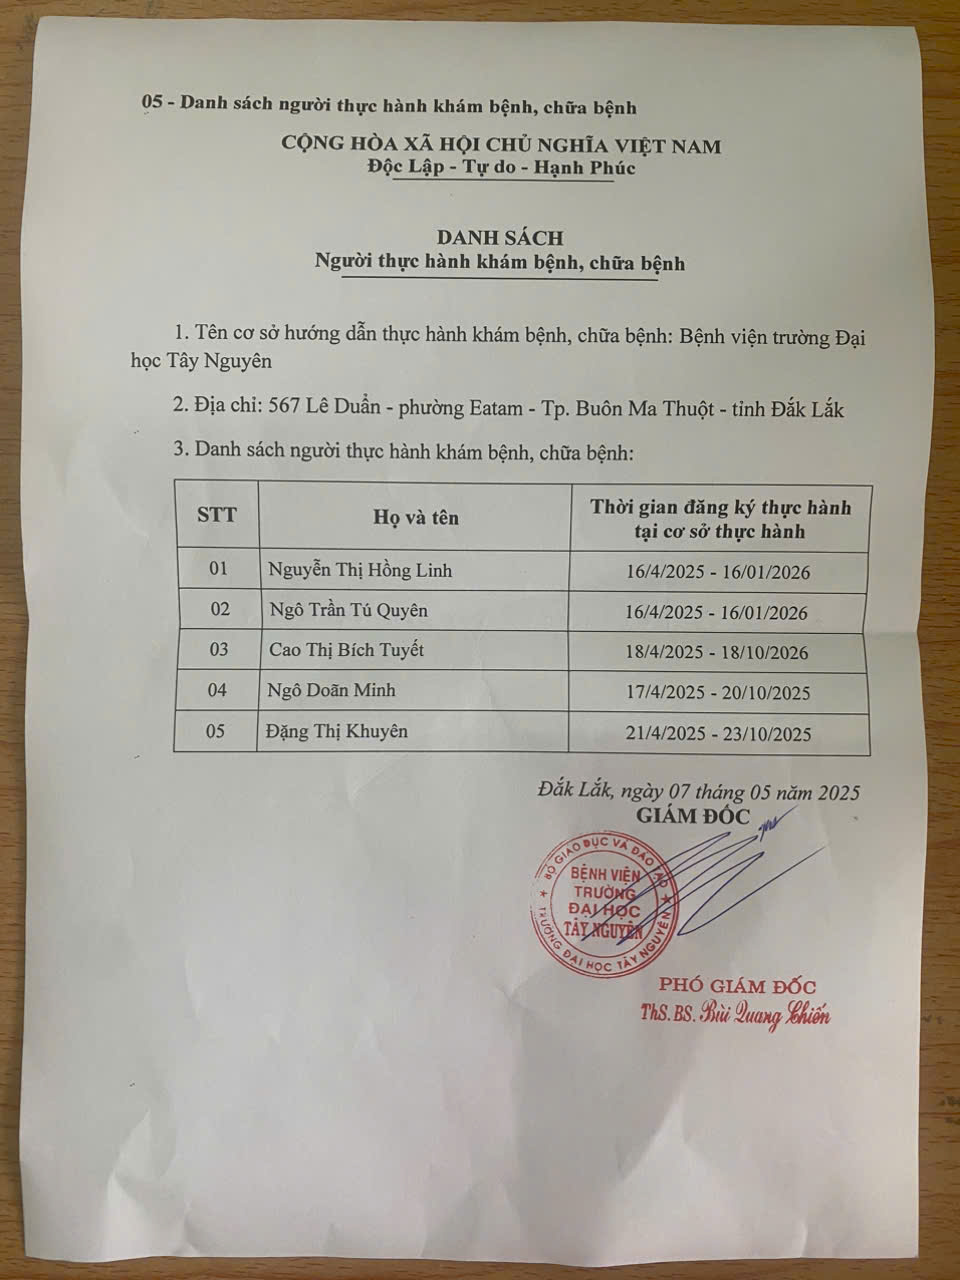 05 - Danh sách người thực hành khám bệnh, chữa bệnh
CỘNG HÒA XÃ HỘI CHỦ NGHĨA VIỆT NAM
Độc Lập - Tự do - Hạnh Phúc
DANH SÁCH
Người thực hành khám bệnh, chữa bệnh
1. Tên cơ sở hướng dẫn thực hành khám bệnh, chữa bệnh: Bệnh viện trường Đại
học Tây Nguyên
2. Địa chỉ: 567 Lê Duẩn - phường Eatam - Tp. Buôn Ma Thuột - tỉnh Đắk Lắk
3. Danh sách người thực hành khám bệnh, chữa bệnh:
STT Họ và tên Thời gian đăng ký thực hành
tại cơ sở thực hành
01 Nguyễn Thị Hồng Linh 16/4/2025 - 16/01/2026
02 Ngô Trần Tú Quyên 16/4/2025 - 16/01/2026
03 Cao Thị Bích Tuyết 18/4/2025 - 18/10/2026
04 Ngô Doãn Minh 17/4/2025 - 20/10/2025
05 Đặng Thị Khuyên 21/4/2025 - 23/10/2025
Đắk Lắk, ngày 07 tháng 05 năm 2025
GIÁM ĐỐC
BỘ GIÁO DỤC VÀ ĐÀO TẠO
BỆNH VIỆN
TRƯỜNG
ĐẠI HỌC
TÂY NGUYÊN
TRƯỜNG ĐẠI HỌC TÂY NGUYÊN
PHÓ GIÁM ĐỐC
ThS. BS. Bùi Quang Chiến